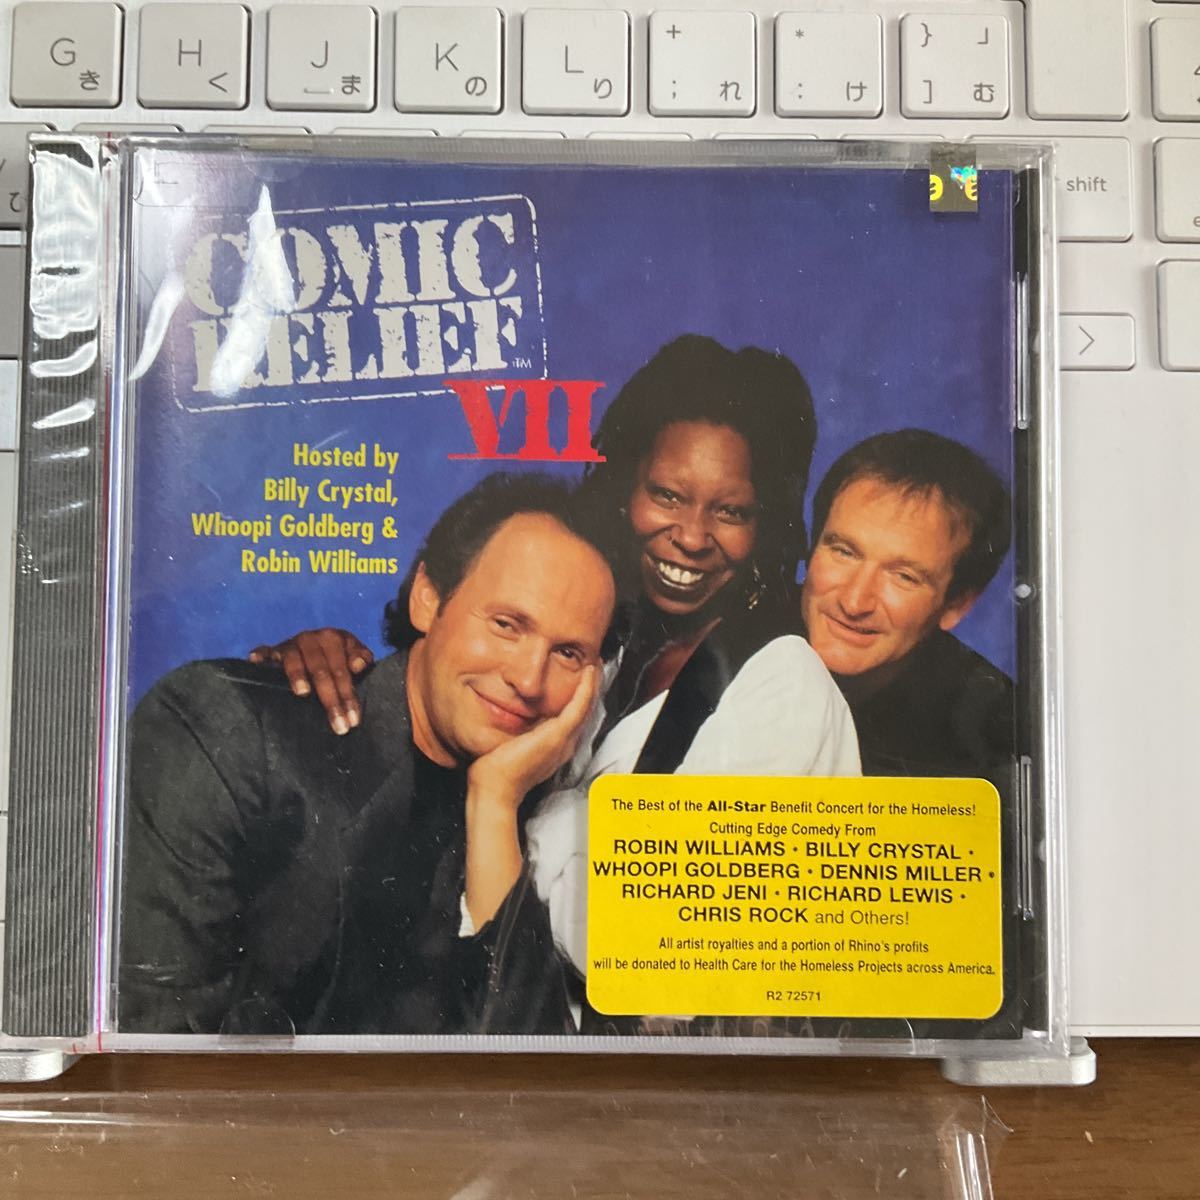 G き
H く
J ま
K の
L り
+ ; れ
* : け
} 」 ] む
shift
COMIC
RELIEF TM
VII
Hosted by
Billy Crystal,
Whoopi Goldberg &
Robin Williams
The Best of the All-Star Benefit Concert for the Homeless!
Cutting Edge Comedy From
ROBIN WILLIAMS • BILLY CRYSTAL •
WHOOPI GOLDBERG • DENNIS MILLER •
RICHARD JENI • RICHARD LEWIS •
CHRIS ROCK and Others!
All artist royalties and a portion of Rhino's profits
will be donated to Health Care for the Homeless Projects across America.
R2 72571